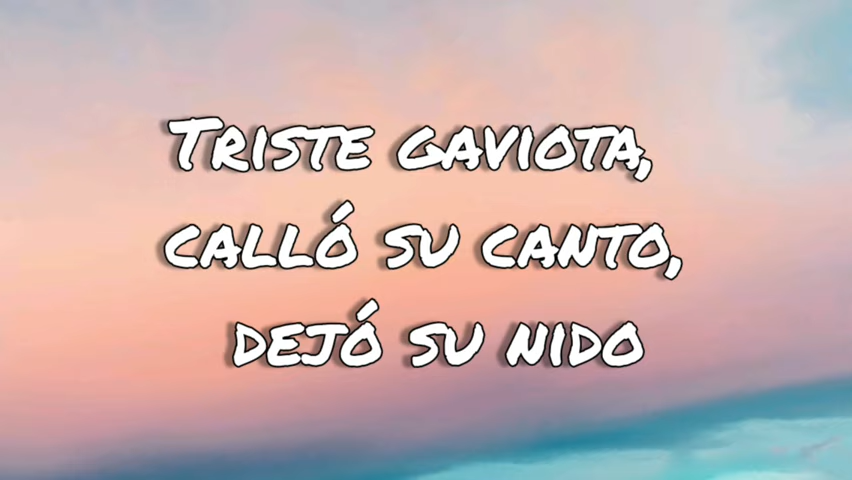 Triste gaviota,
calló su canto,
dejó su nido